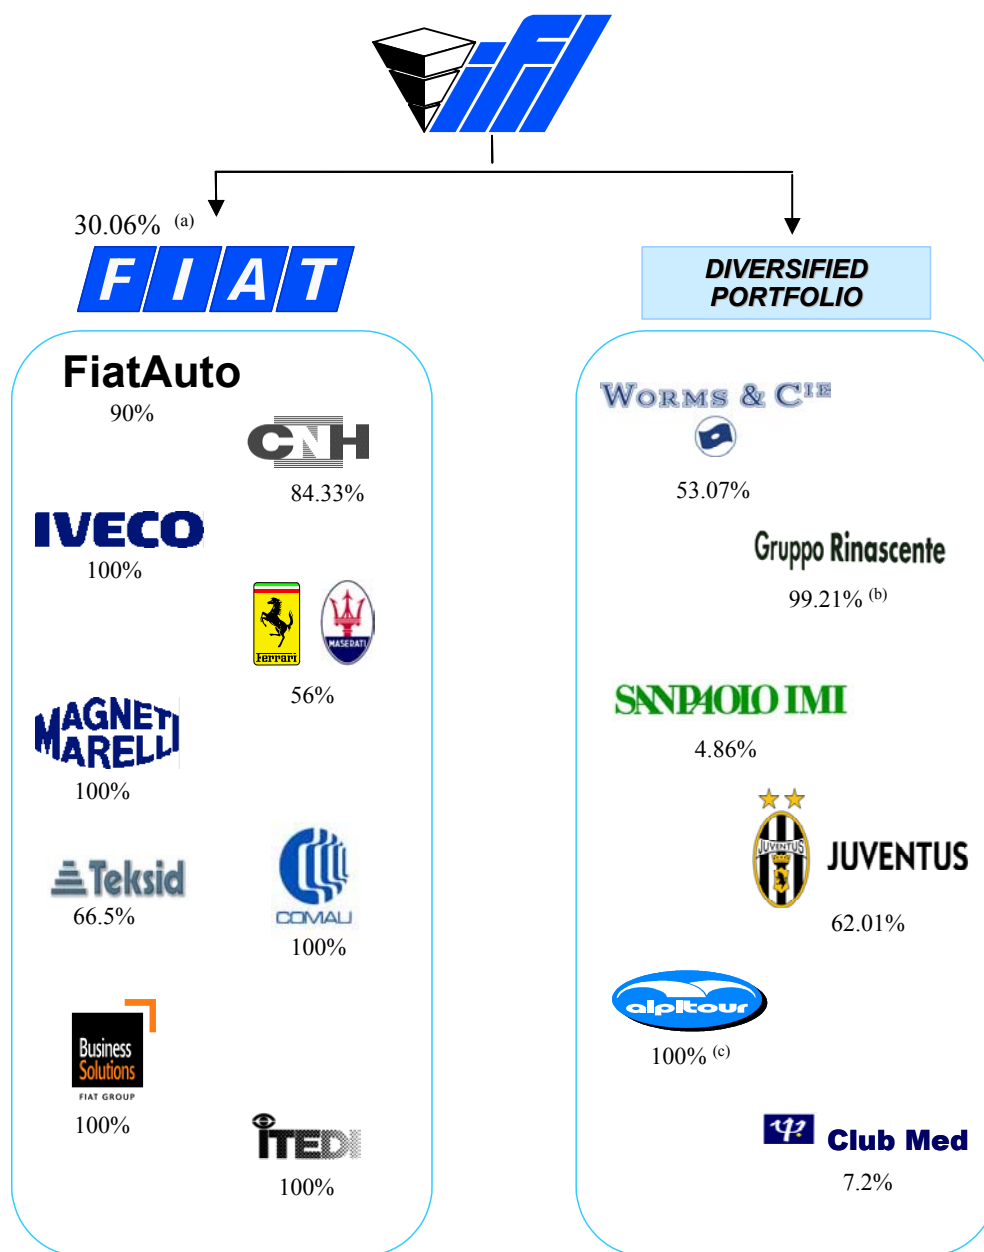 ifil
30.06% (a)
FIAT
DIVERSIFIED
PORTFOLIO
FiatAuto
90%
CNH
84.33%
IVECO
100%
Ferrari
MASERATI
56%
MAGNETI
MARELLI
100%
Teksid
66.5%
COMAU
100%
Business
Solutions
FIAT GROUP
100%
ITEDI
100%
WORMS & CIE
53.07%
Gruppo Rinascente
99.21% (b)
SANPAOLO IMI
4.86%
JUVENTUS
JUVENTUS
62.01%
alpitour
100% (c)
Club Med
7.2%